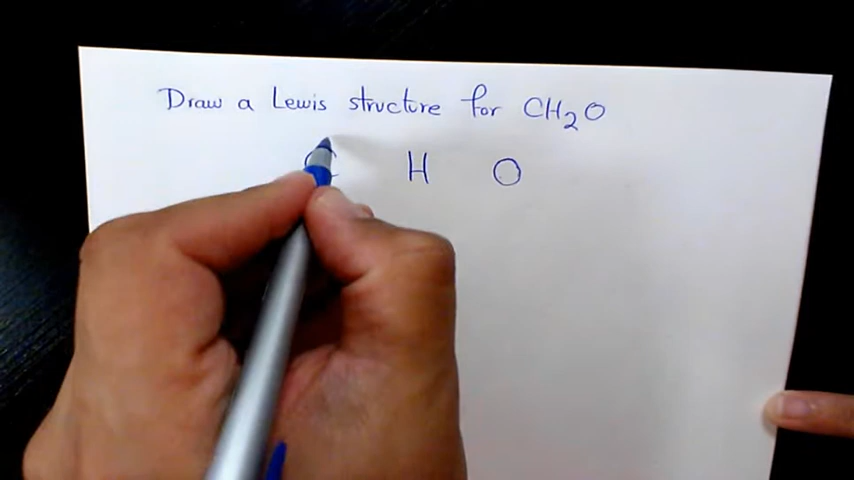 Draw a Lewis structure for CH₂O
C H O